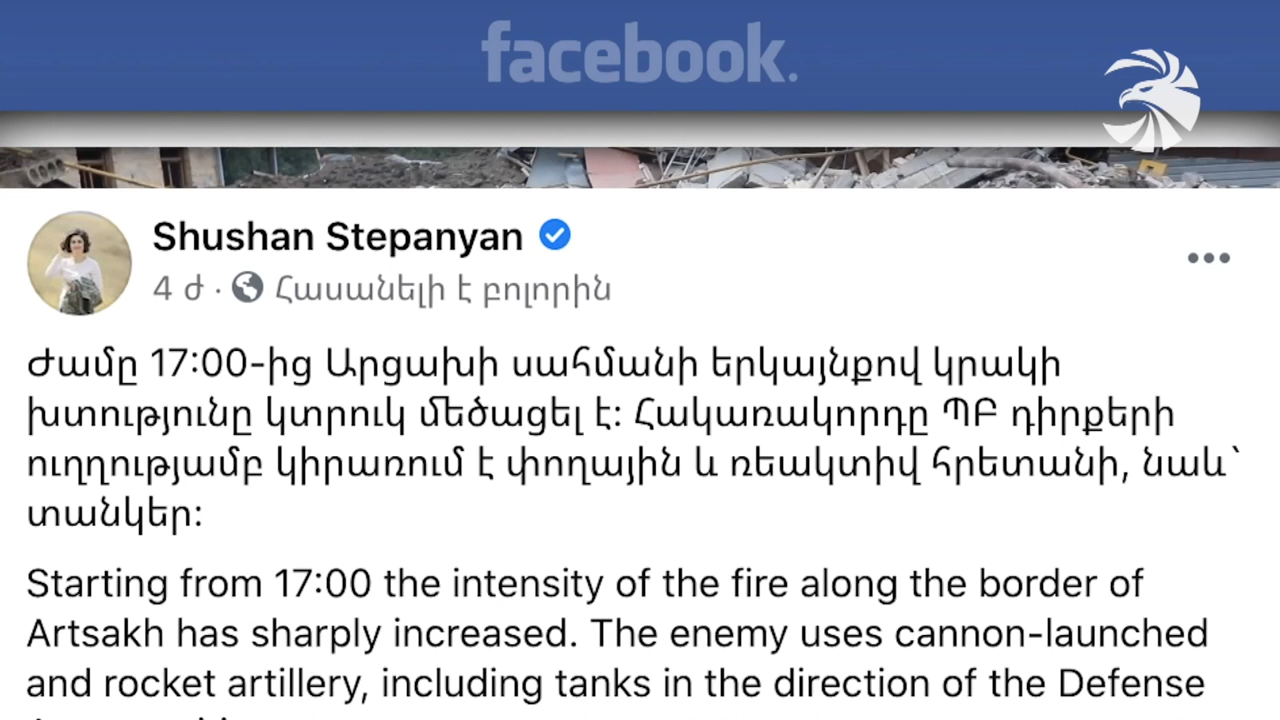 facebook.
Shushan Stepanyan
4 ժ · Հասանելի է բոլորին
Ժամը 17:00-ից Արցախի սահմանի երկայնքով կրակի
խտությունը կտրուկ մեծացել է: Հակառակորդը ՊԲ դիրքերի
ուղղությամբ կիրառում է փողային և ռեակտիվ հրետանի, նաև`
տանկեր:
Starting from 17:00 the intensity of the fire along the border of
Artsakh has sharply increased. The enemy uses cannon-launched
and rocket artillery, including tanks in the direction of the Defense